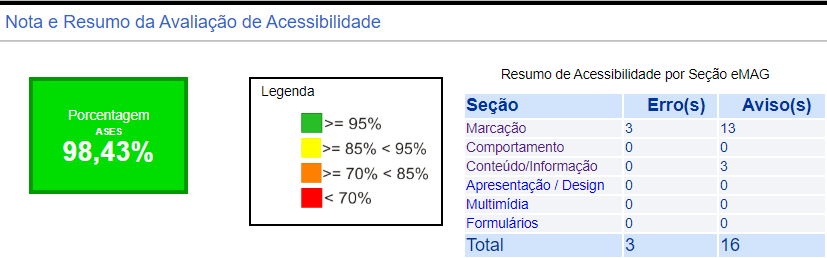 Nota e Resumo da Avaliação de Acessibilidade
Porcentagem
ASES
98,43%
Legenda
>= 95%
>= 85% < 95%
>= 70% < 85%
< 70%
Resumo de Acessibilidade por Seção eMAG
Seção Erro(s) Aviso(s)
Marcação 3 13
Comportamento 0 0
Conteúdo/Informação 0 3
Apresentação / Design 0 0
Multimídia 0 0
Formulários 0 0
Total 3 16